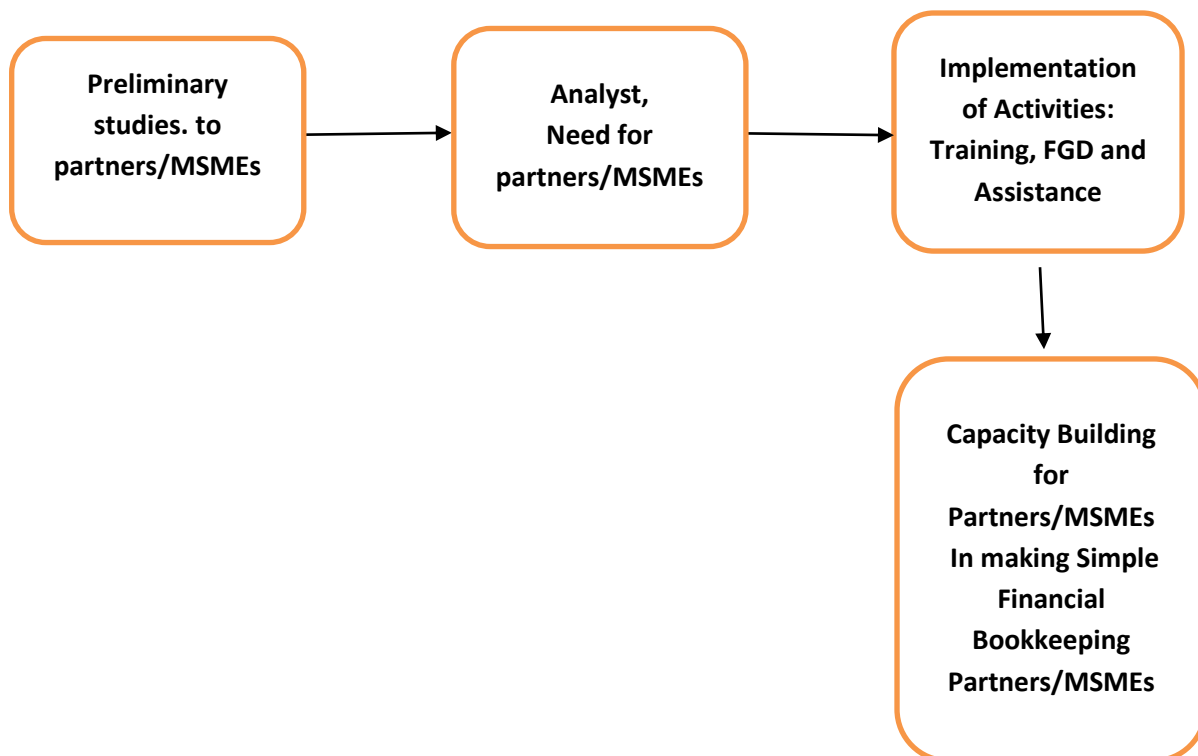 Preliminary
studies. to
partners/MSMEs
Analyst,
Need for
partners/MSMEs
Implementation
of Activities:
Training, FGD and
Assistance
Capacity Building
for
Partners/MSMEs
In making Simple
Financial
Bookkeeping
Partners/MSMEs